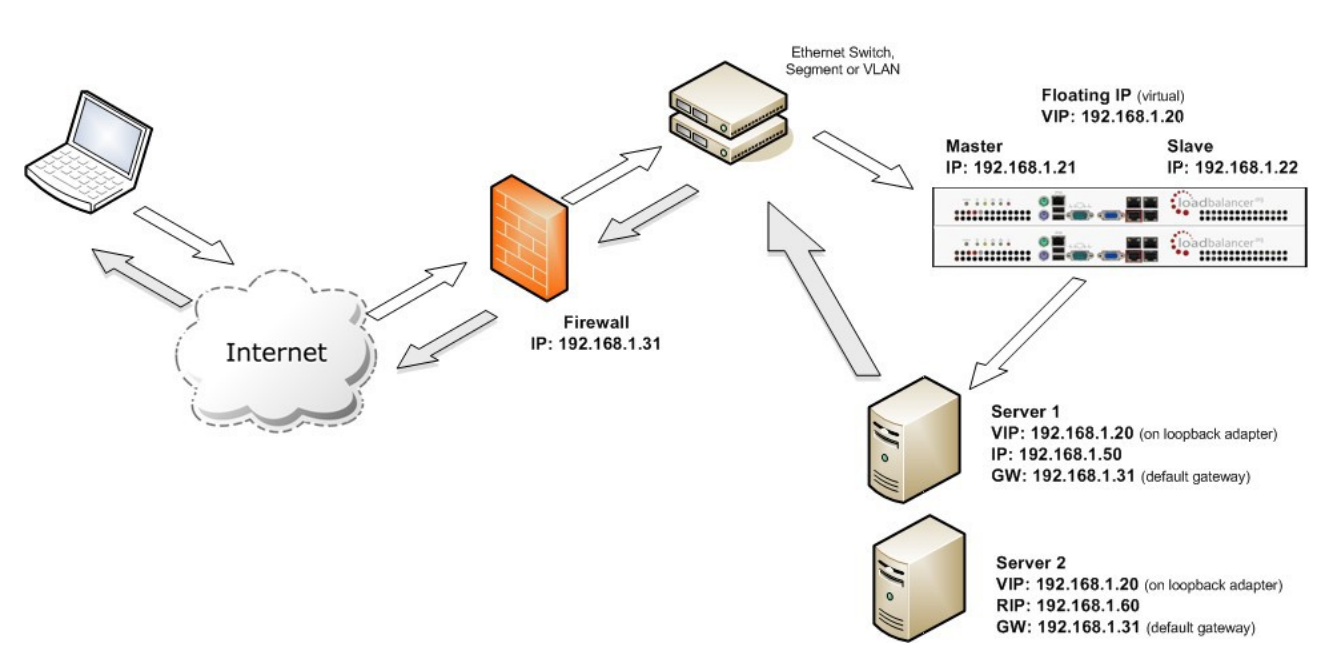 Ethernet Switch,
Segment or VLAN
Floating IP (virtual)
VIP: 192.168.1.20
Master
IP: 192.168.1.21
Slave
IP: 192.168.1.22
loadbalancer.org
loadbalancer.org
Firewall
IP: 192.168.1.31
Internet
Server 1
VIP: 192.168.1.20 (on loopback adapter)
IP: 192.168.1.50
GW: 192.168.1.31 (default gateway)
Server 2
VIP: 192.168.1.20 (on loopback adapter)
RIP: 192.168.1.60
GW: 192.168.1.31 (default gateway)